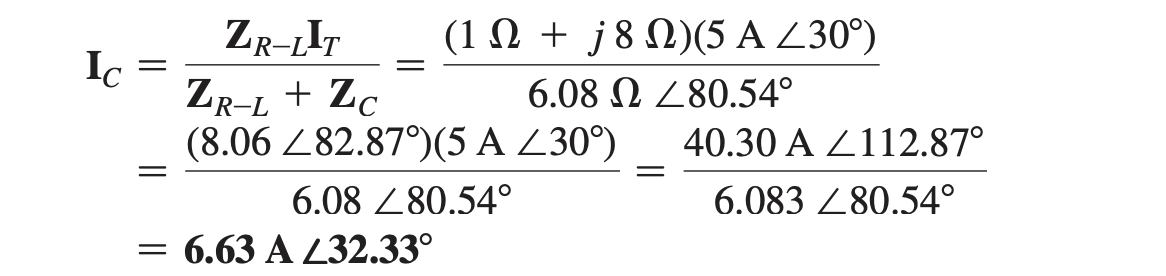 I_C = Z_{R–L}I_T / (Z_{R–L} + Z_C) = (1 Ω + j 8 Ω)(5 A ∠30°) / 6.08 Ω ∠80.54°
= (8.06 ∠82.87°)(5 A ∠30°) / 6.08 ∠80.54° = 40.30 A ∠112.87° / 6.083 ∠80.54°
= 6.63 A ∠32.33°